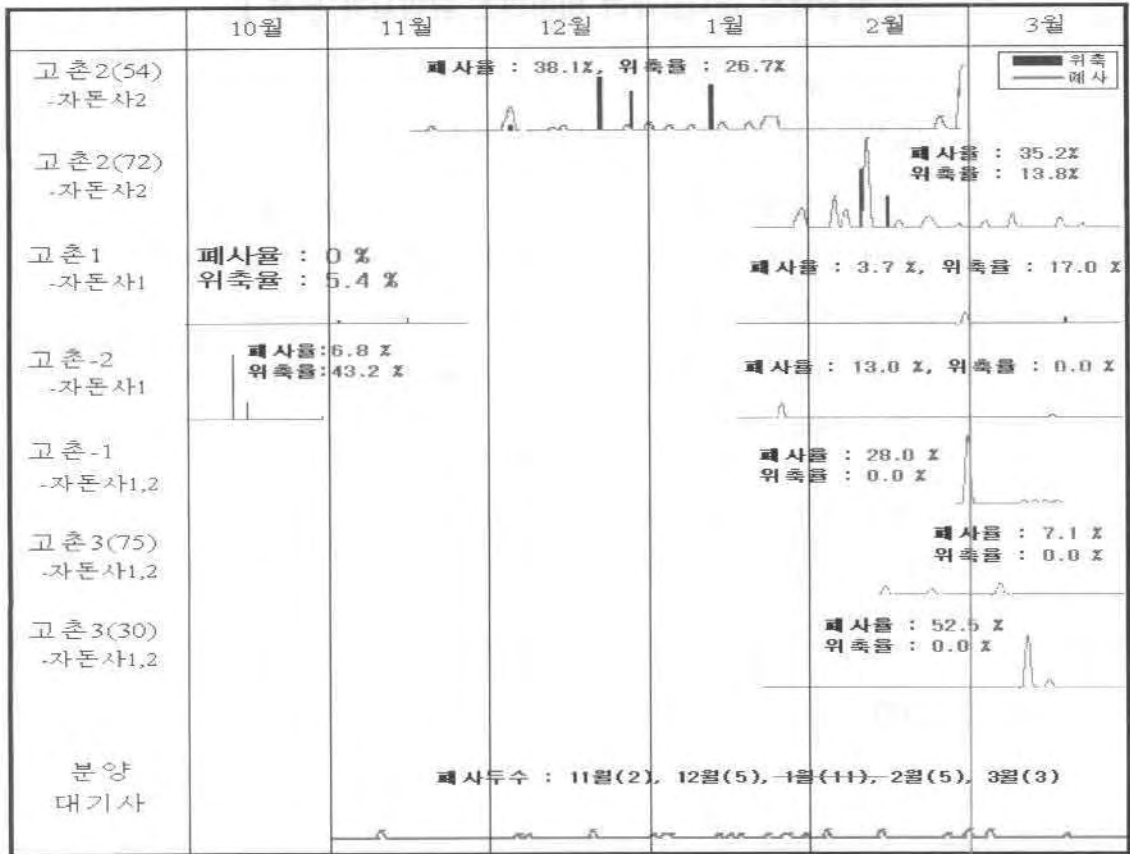 10월 11월 12월 1월 2월 3월
고촌2(54)
-자돈사2
폐사율 : 38.1%, 위축율 : 26.7%
위축
폐사
고촌2(72)
-자돈사2
폐사율 : 35.2%
위축율 : 13.8%
고촌1
-자돈사1
폐사율 : 0 %
위축율 : 5.4 %
폐사율 : 3.7 %, 위축율 : 17.0 %
고촌-2
-자돈사1
폐사율:6.8 %
위축율:43.2 %
폐사율 : 13.0 %, 위축율 : 0.0 %
고촌-1
-자돈사1,2
폐사율 : 28.0 %
위축율 : 0.0 %
고촌3(75)
-자돈사1,2
폐사율 : 7.1 %
위축율 : 0.0 %
고촌3(30)
-자돈사1,2
폐사율 : 52.5 %
위축율 : 0.0 %
분양
대기사
폐사두수 : 11월(2), 12월(5), 1월(11), 2월(5), 3월(3)